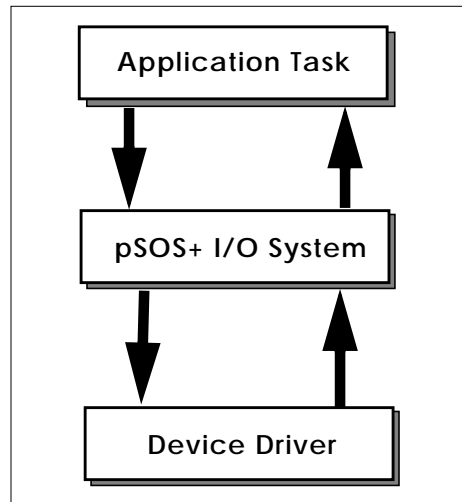 Application Task
pSOS+ I/O System
Device Driver